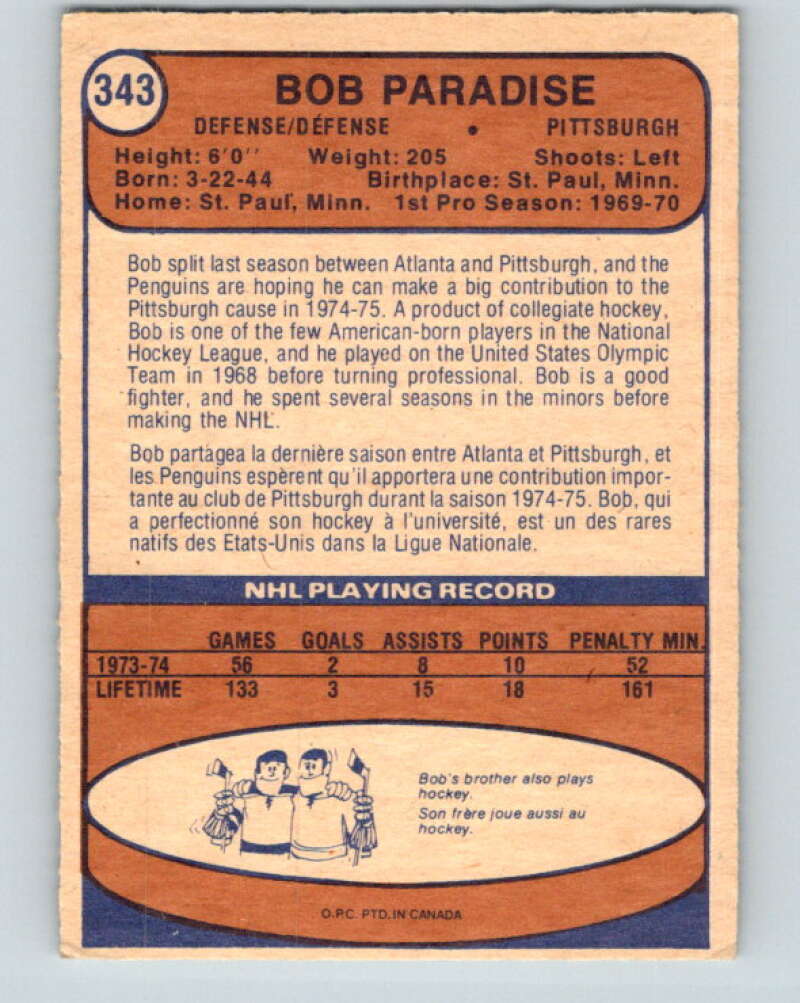 343
BOB PARADISE
DEFENSE/DÉFENSE • PITTSBURGH
Height: 6'0'' Weight: 205 Shoots: Left
Born: 3-22-44 Birthplace: St. Paul, Minn.
Home: St. Paul, Minn. 1st Pro Season: 1969-70
Bob split last season between Atlanta and Pittsburgh, and the
Penguins are hoping he can make a big contribution to the
Pittsburgh cause in 1974-75. A product of collegiate hockey,
Bob is one of the few American-born players in the National
Hockey League, and he played on the United States Olympic
Team in 1968 before turning professional. Bob is a good
fighter, and he spent several seasons in the minors before
making the NHL.
Bob partagea la dernière saison entre Atlanta et Pittsburgh, et
les Penguins espèrent qu'il apportera une contribution impor-
tante au club de Pittsburgh durant la saison 1974-75. Bob, qui
a perfectionné son hockey à l'université, est un des rares
natifs des Etats-Unis dans la Ligue Nationale.
NHL PLAYING RECORD
GAMES GOALS ASSISTS POINTS PENALTY MIN.
1973-74 56 2 8 10 52
LIFETIME 133 3 15 18 161
Bob's brother also plays
hockey.
Son frère joue aussi au
hockey.
O.P.C. PTD. IN CANADA